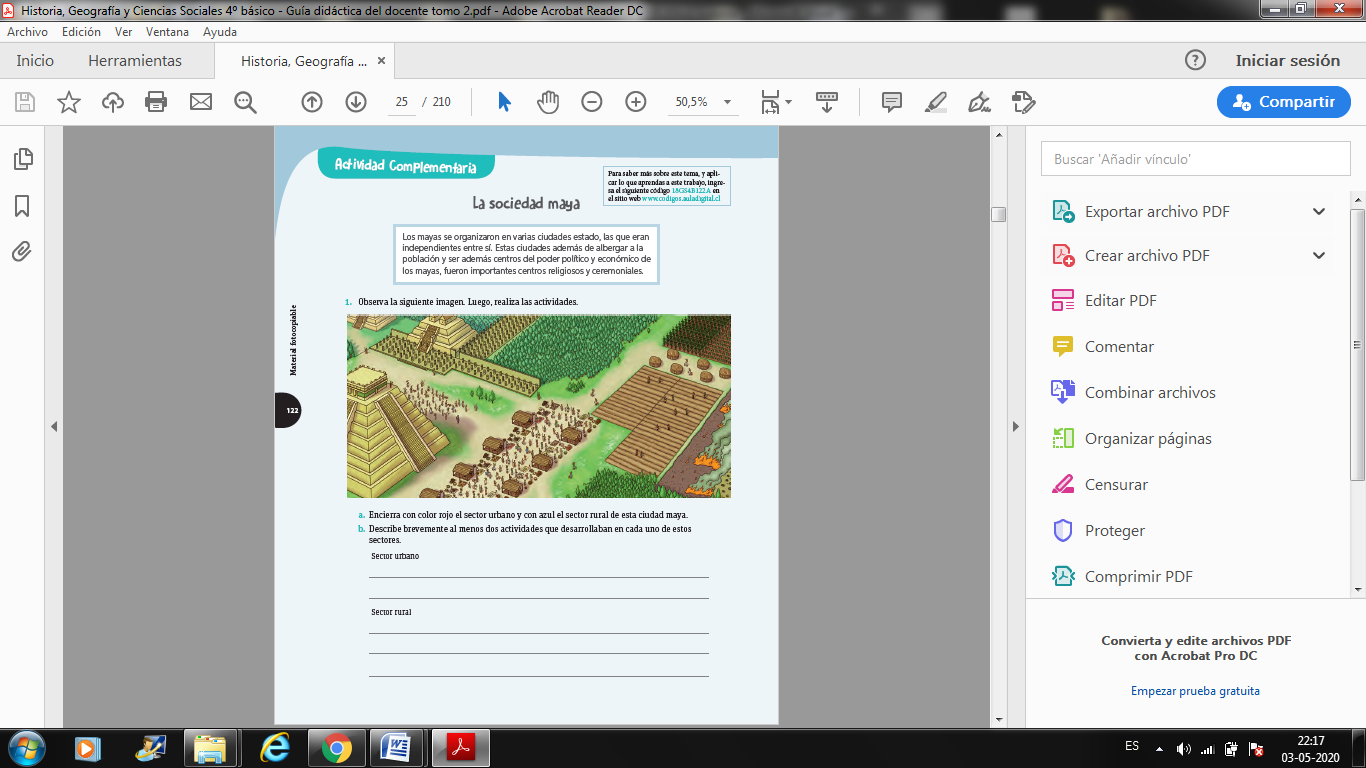 Historia, Geografía y Ciencias Sociales 4º básico - Guía didáctica del docente tomo 2.pdf - Adobe Acrobat Reader DC
Archivo Edición Ver Ventana Ayuda
Inicio Herramientas Historia, Geografía ... × Iniciar sesión
25 / 210 50,5% Compartir
Actividad Complementaria
Para saber más sobre este tema, y apli-
car lo que aprendas a este trabajo, ingre-
sa el siguiente código 18GS4B122A en
el sitio web www.codigos.auladigital.cl
La sociedad maya
Los mayas se organizaron en varias ciudades estado, las que eran
independientes entre sí. Estas ciudades además de albergar a la
población y ser además centros del poder político y económico de
los mayas, fueron importantes centros religiosos y ceremoniales.
1. Observa la siguiente imagen. Luego, realiza las actividades.
Material fotocopiable
122
a. Encierra con color rojo el sector urbano y con azul el sector rural de esta ciudad maya.
b. Describe brevemente al menos dos actividades que desarrollaban en cada uno de estos
sectores.
Sector urbano
Sector rural
Buscar 'Añadir vínculo'
Exportar archivo PDF
Crear archivo PDF
Editar PDF
Comentar
Combinar archivos
Organizar páginas
Censurar
Proteger
Comprimir PDF
Convierta y edite archivos PDF
con Acrobat Pro DC
Empezar prueba gratuita
ES
22:17
03-05-2020